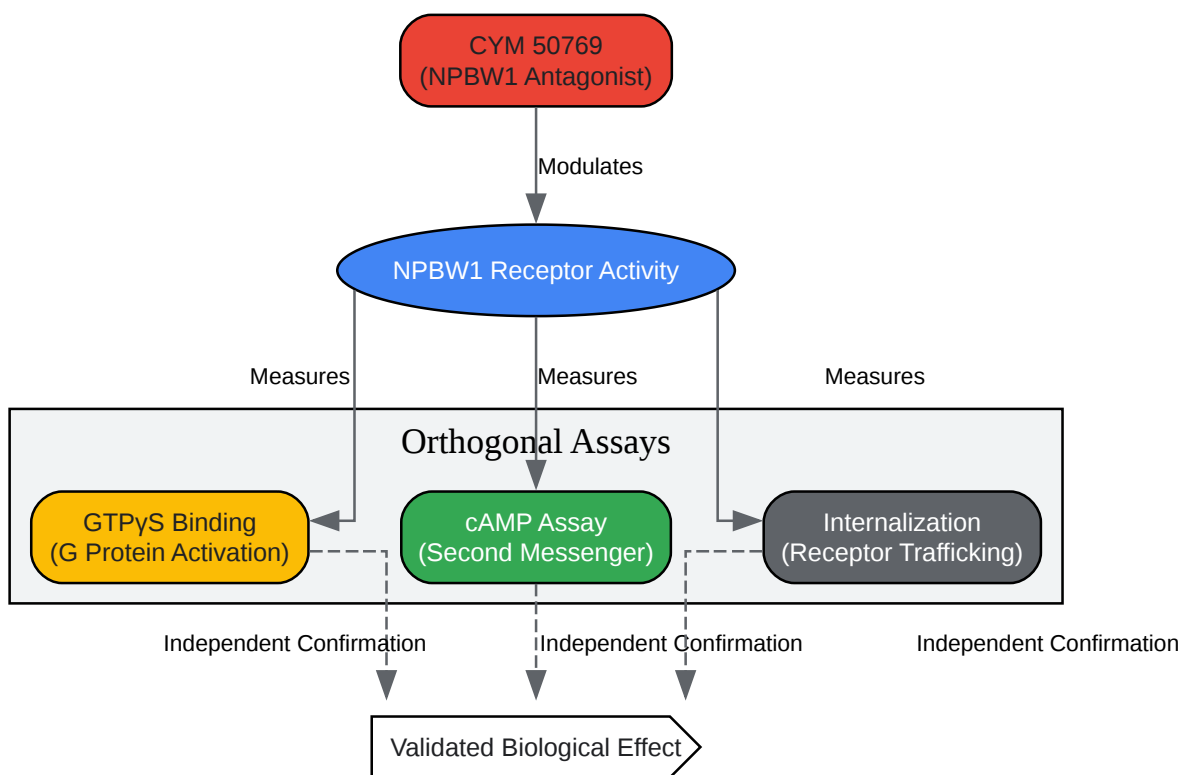 CYM 50769
(NPBW1 Antagonist)
Modulates
NPBW1 Receptor Activity
Measures
Measures
Measures
Orthogonal Assays
GTPγS Binding
(G Protein Activation)
cAMP Assay
(Second Messenger)
Internalization
(Receptor Trafficking)
Independent Confirmation
Independent Confirmation
Independent Confirmation
Validated Biological Effect